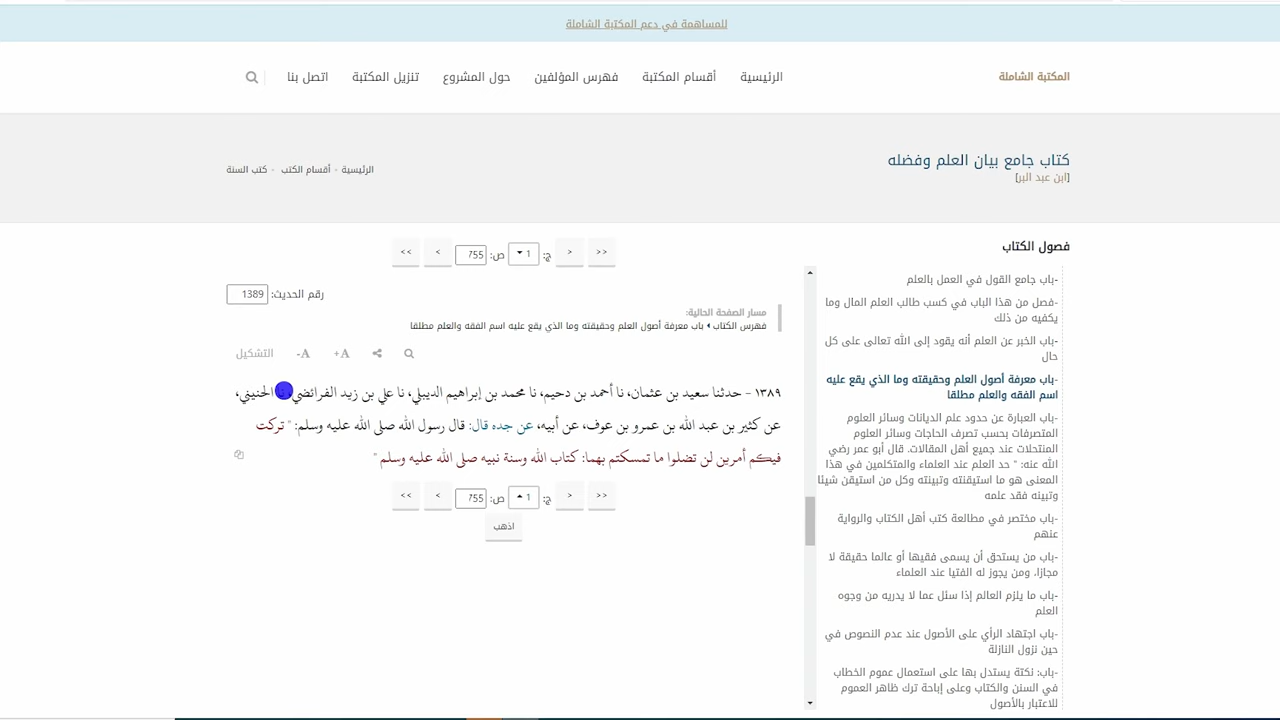 للمساهمة في دعم المكتبة الشاملة
المكتبة الشاملة
الرئيسية أقسام المكتبة فهرس المؤلفين حول المشروع تنزيل المكتبة اتصل بنا
كتاب جامع بيان العلم وفضله
[ابن عبد البر]
الرئيسية - أقسام الكتب - كتب السنة
فصول الكتاب
-باب جامع القول في العمل بالعلم
-فصل من هذا الباب في كسب طالب العلم المال وما
يكفيه من ذلك
-باب الخبر عن العلم أنه يقود إلى الله تعالى على كل
حال
-باب معرفة أصول العلم وحقيقته وما الذي يقع عليه
اسم الفقه والعلم مطلقا
-باب العبارة عن حدود علم الديانات وسائر العلوم
المتصرفات بحسب تصرف الحاجات وسائر العلوم
المنتحلات عند جميع أهل المقالات. قال أبو عمر رضي
الله عنه: " حد العلم عند العلماء والمتكلمين في هذا
المعنى هو ما استيقنته وتبينته وكل من استيقن شيئا
وتبينه فقد علمه
-باب مختصر في مطالعة كتب أهل الكتاب والرواية
عنهم
-باب من يستحق أن يسمى فقيها أو عالما حقيقة لا
مجازا، ومن يجوز له الفتيا عند العلماء
-باب ما يلزم العالم إذا سئل عما لا يدريه من وجوه
العلم
-باب اجتهاد الرأي على الأصول عند عدم النصوص في
حين نزول النازلة
-باب: نكتة يستدل بها على استعمال عموم الخطاب
في السنن والكتاب وعلى إباحة ترك ظاهر العموم
للاعتبار بالأصول
<< < ج: 1 ص: 755 > >>
رقم الحديث: 1389
مسار الصفحة الحالية:
فهرس الكتاب باب معرفة أصول العلم وحقيقته وما الذي يقع عليه اسم الفقه والعلم مطلقا
+A -A التشكيل
١٣٨٩ - حدثنا سعيد بن عثمان، نا أحمد بن دحيم، نا محمد بن إبراهيم الديبلي، نا علي بن زيد الفرائضي، الحنيني،
عن كثير بن عبد الله بن عمرو بن عوف، عن أبيه، عن جده قال: قال رسول الله صلى الله عليه وسلم: " تركت
فيكم أمرين لن تضلوا ما تمسكتم بهما: كتاب الله وسنة نبيه صلى الله عليه وسلم "
<< < ج: 1 ص: 755 > >>
اذهب